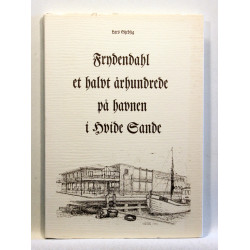 Frydendahl
et halvt århundrede
på havnen
i Hvide Sande